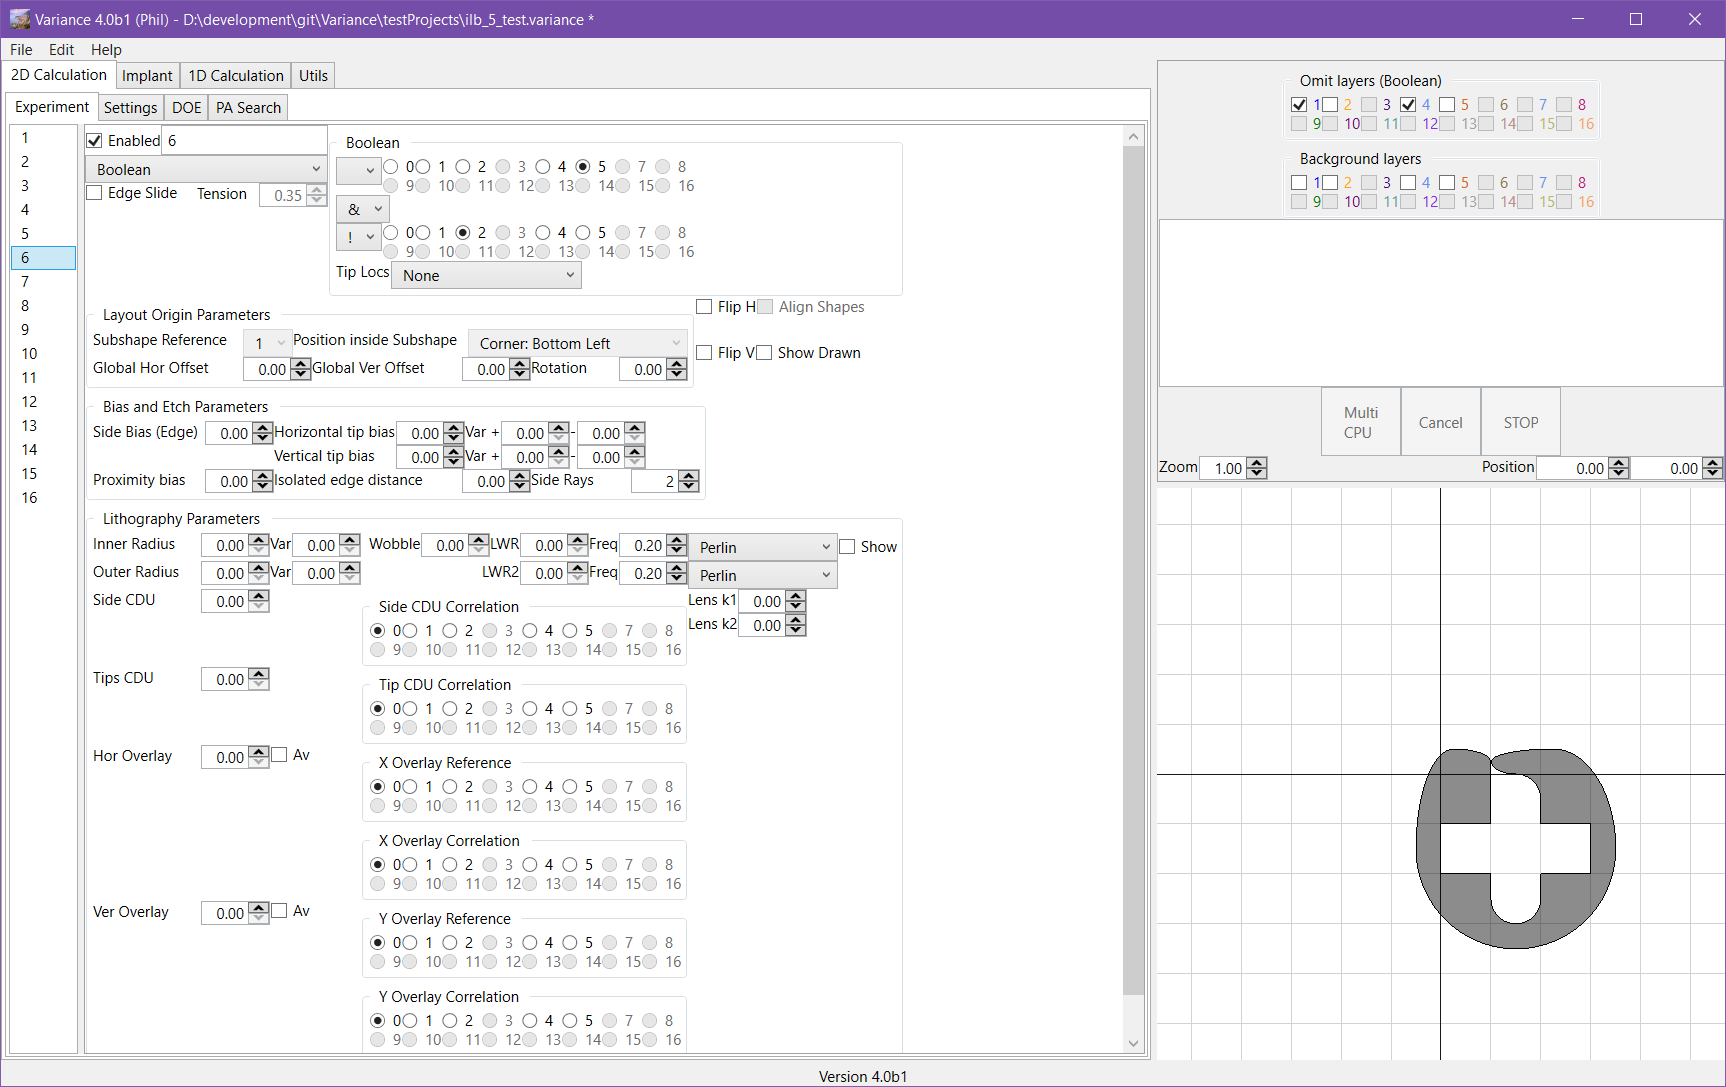 Variance 4.0b1 (Phil) - D:\development\git\Variance\testProjects\ilb_5_test.variance *
File Edit Help
2D Calculation Implant 1D Calculation Utils
Experiment Settings DOE PA Search
1
2
3
4
5
6
7
8
9
10
11
12
13
14
15
16
Enabled 6
Boolean
Edge Slide Tension 0.35
Boolean
0 1 2 3 4 5 7 8
9 10 11 12 13 14 15 16
&
! 0 1 2 3 4 5 7 8
9 10 11 12 13 14 15 16
Tip Locs None
Layout Origin Parameters
Subshape Reference 1 Position inside Subshape Corner: Bottom Left
Global Hor Offset 0.00 Global Ver Offset 0.00 Rotation 0.00
Flip H Align Shapes
Flip V Show Drawn
Bias and Etch Parameters
Side Bias (Edge) 0.00 Horizontal tip bias 0.00 Var + 0.00 - 0.00
Vertical tip bias 0.00 Var + 0.00 - 0.00
Proximity bias 0.00 Isolated edge distance 0.00 Side Rays 2
Lithography Parameters
Inner Radius 0.00 Var 0.00 Wobble 0.00 LWR 0.00 Freq 0.20 Perlin Show
Outer Radius 0.00 Var 0.00 LWR2 0.00 Freq 0.20 Perlin
Side CDU 0.00
Side CDU Correlation
0 1 2 3 4 5 7 8
9 10 11 12 13 14 15 16
Lens k1 0.00
Lens k2 0.00
Tips CDU 0.00
Tip CDU Correlation
0 1 2 3 4 5 7 8
9 10 11 12 13 14 15 16
Hor Overlay 0.00 Av
X Overlay Reference
0 1 2 3 4 5 7 8
9 10 11 12 13 14 15 16
X Overlay Correlation
0 1 2 3 4 5 7 8
9 10 11 12 13 14 15 16
Ver Overlay 0.00 Av
Y Overlay Reference
0 1 2 3 4 5 7 8
9 10 11 12 13 14 15 16
Y Overlay Correlation
0 1 2 3 4 5 7 8
9 10 11 12 13 14 15 16
Omit layers (Boolean)
1 2 3 4 5 6 7 8
9 10 11 12 13 14 15 16
Background layers
1 2 3 4 5 6 7 8
9 10 11 12 13 14 15 16
Multi CPU
Cancel
STOP
Zoom 1.00 Position 0.00 0.00
Version 4.0b1